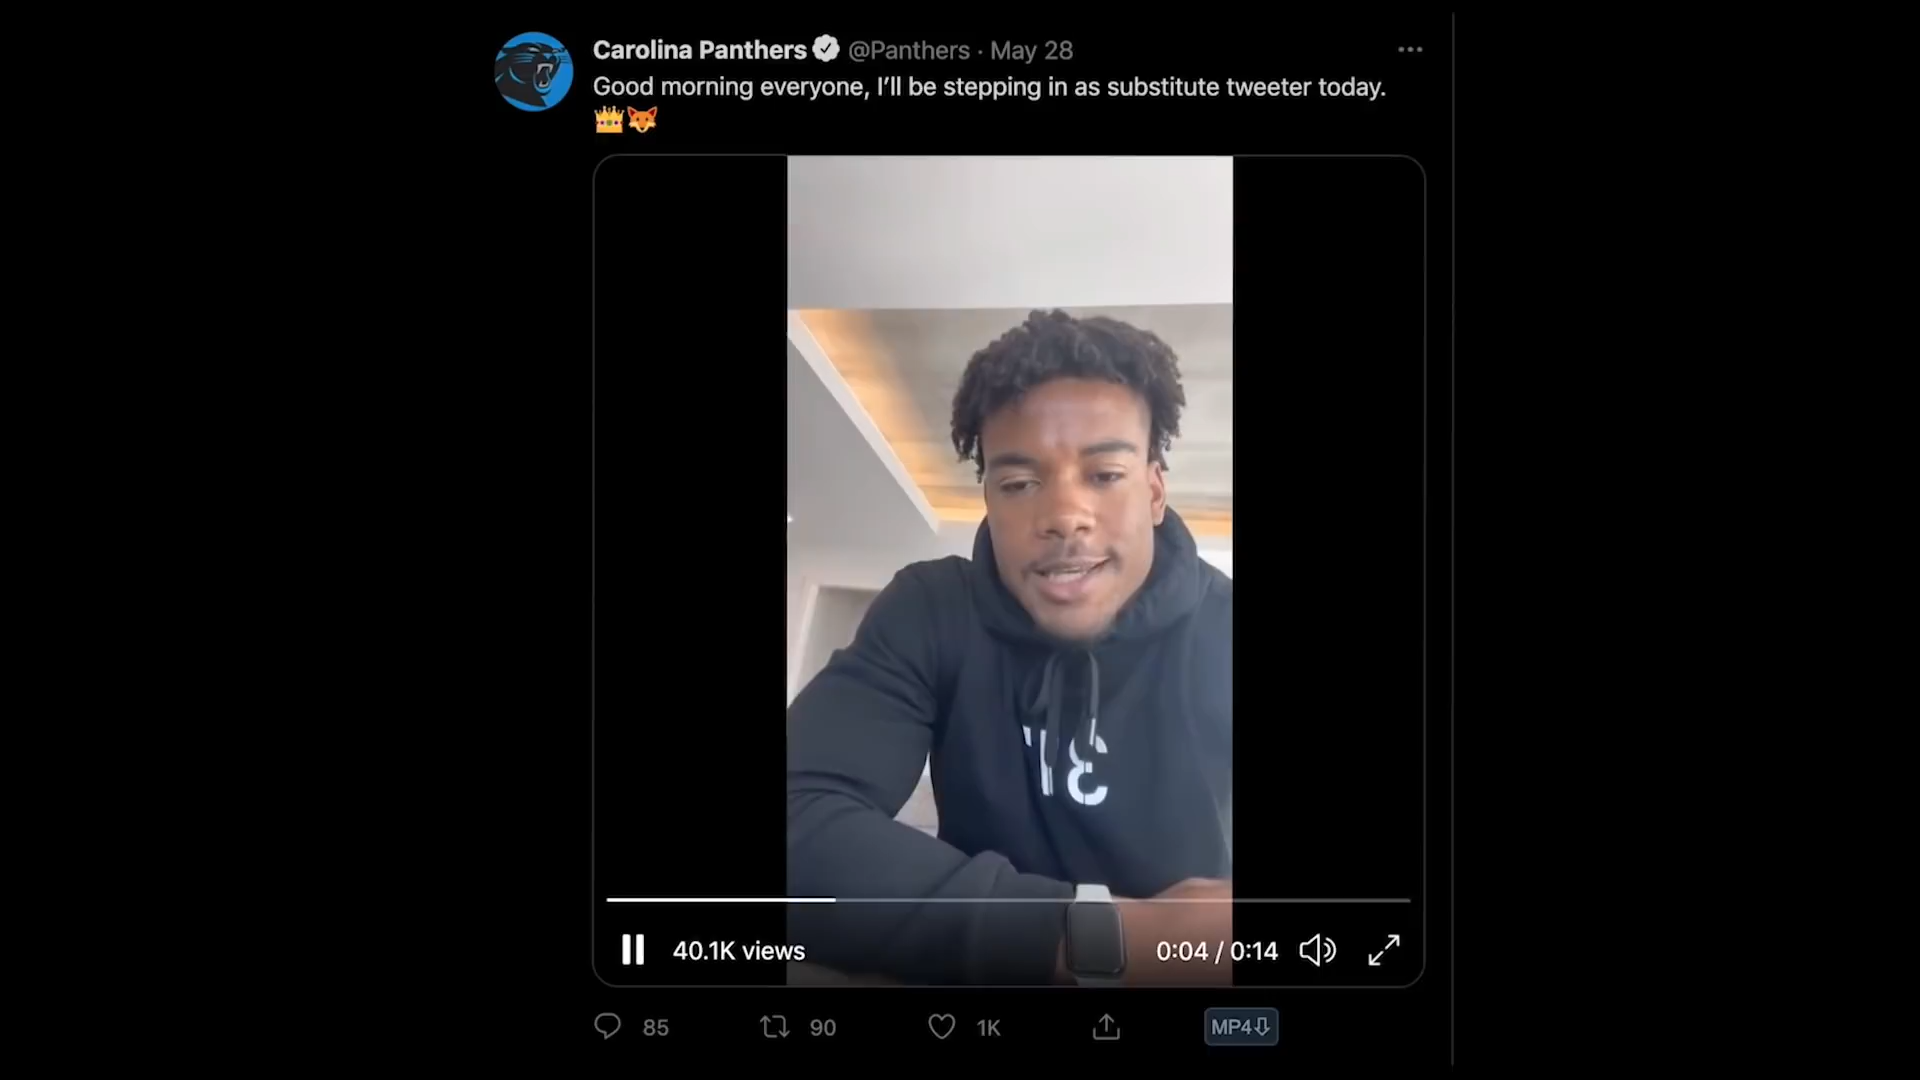 Carolina Panthers @Panthers · May 28
Good morning everyone, I’ll be stepping in as substitute tweeter today.
👑🦊
40.1K views
0:04 / 0:14
85
90
1K
MP4